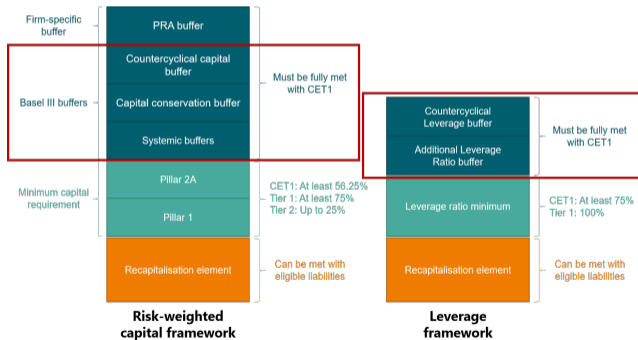 Firm-specific
buffer
PRA buffer
Countercyclical capital
buffer
Basel III buffers
Capital conservation buffer
Systemic buffers
Must be fully met
with CET1
Minimum capital
requirement
Pillar 2A
Pillar 1
CET1: At least 56.25%
Tier 1: At least 75%
Tier 2: Up to 25%
Recapitalisation element
Can be met with
eligible liabilities
Risk-weighted
capital framework
Countercyclical
Leverage buffer
Additional Leverage
Ratio buffer
Must be fully met
with CET1
Leverage ratio minimum
CET1: At least 75%
Tier 1: 100%
Recapitalisation element
Can be met with
eligible liabilities
Leverage
framework